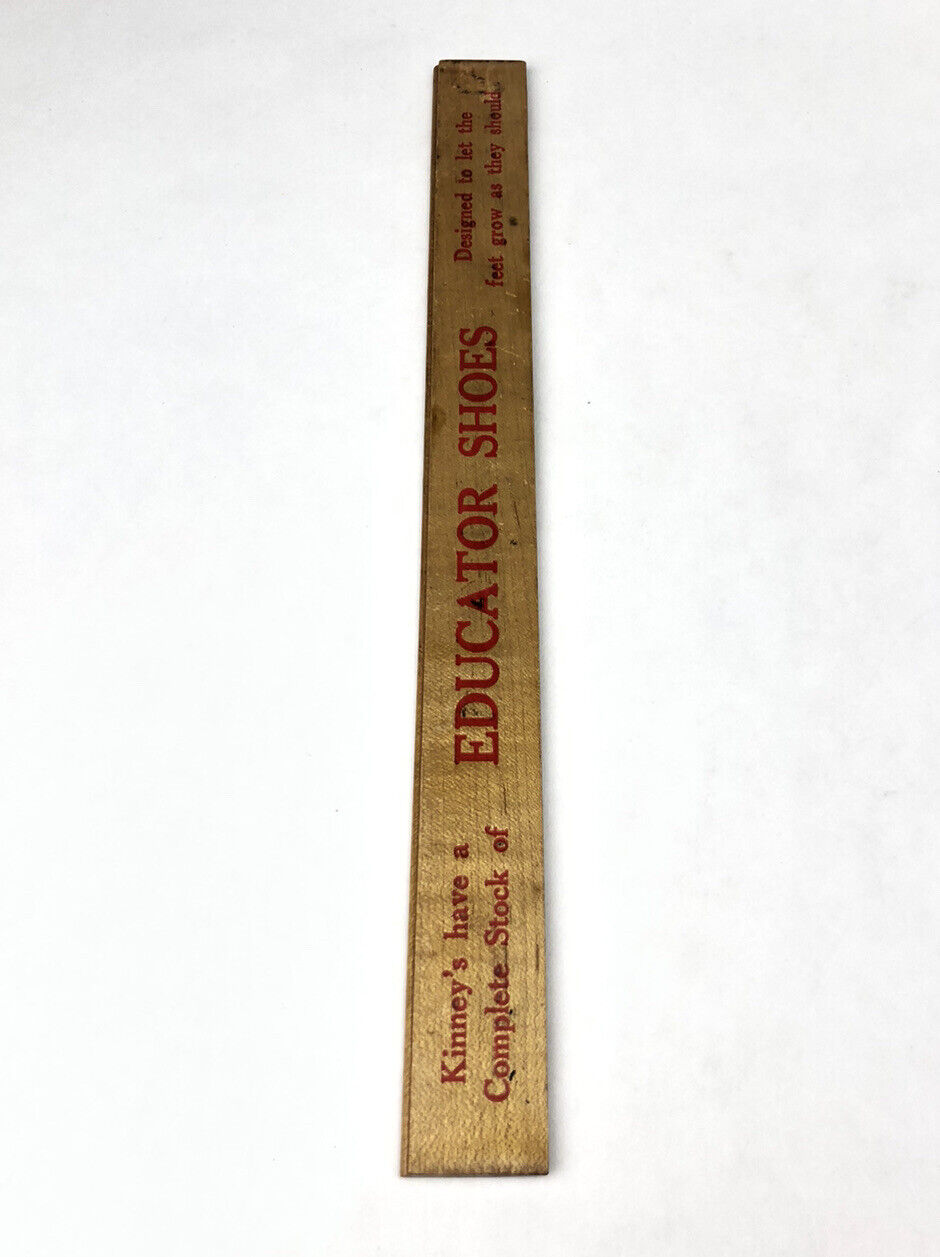 Kinney's have a
Complete Stock of
EDUCATOR SHOES
Designed to let the
feet grow as they should